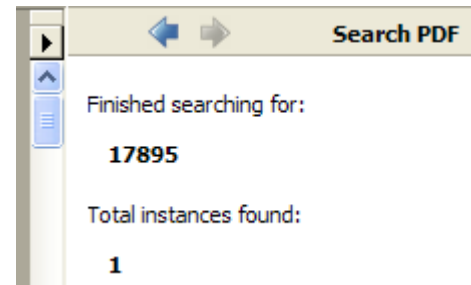 Search PDF
Finished searching for:
17895
Total instances found:
1